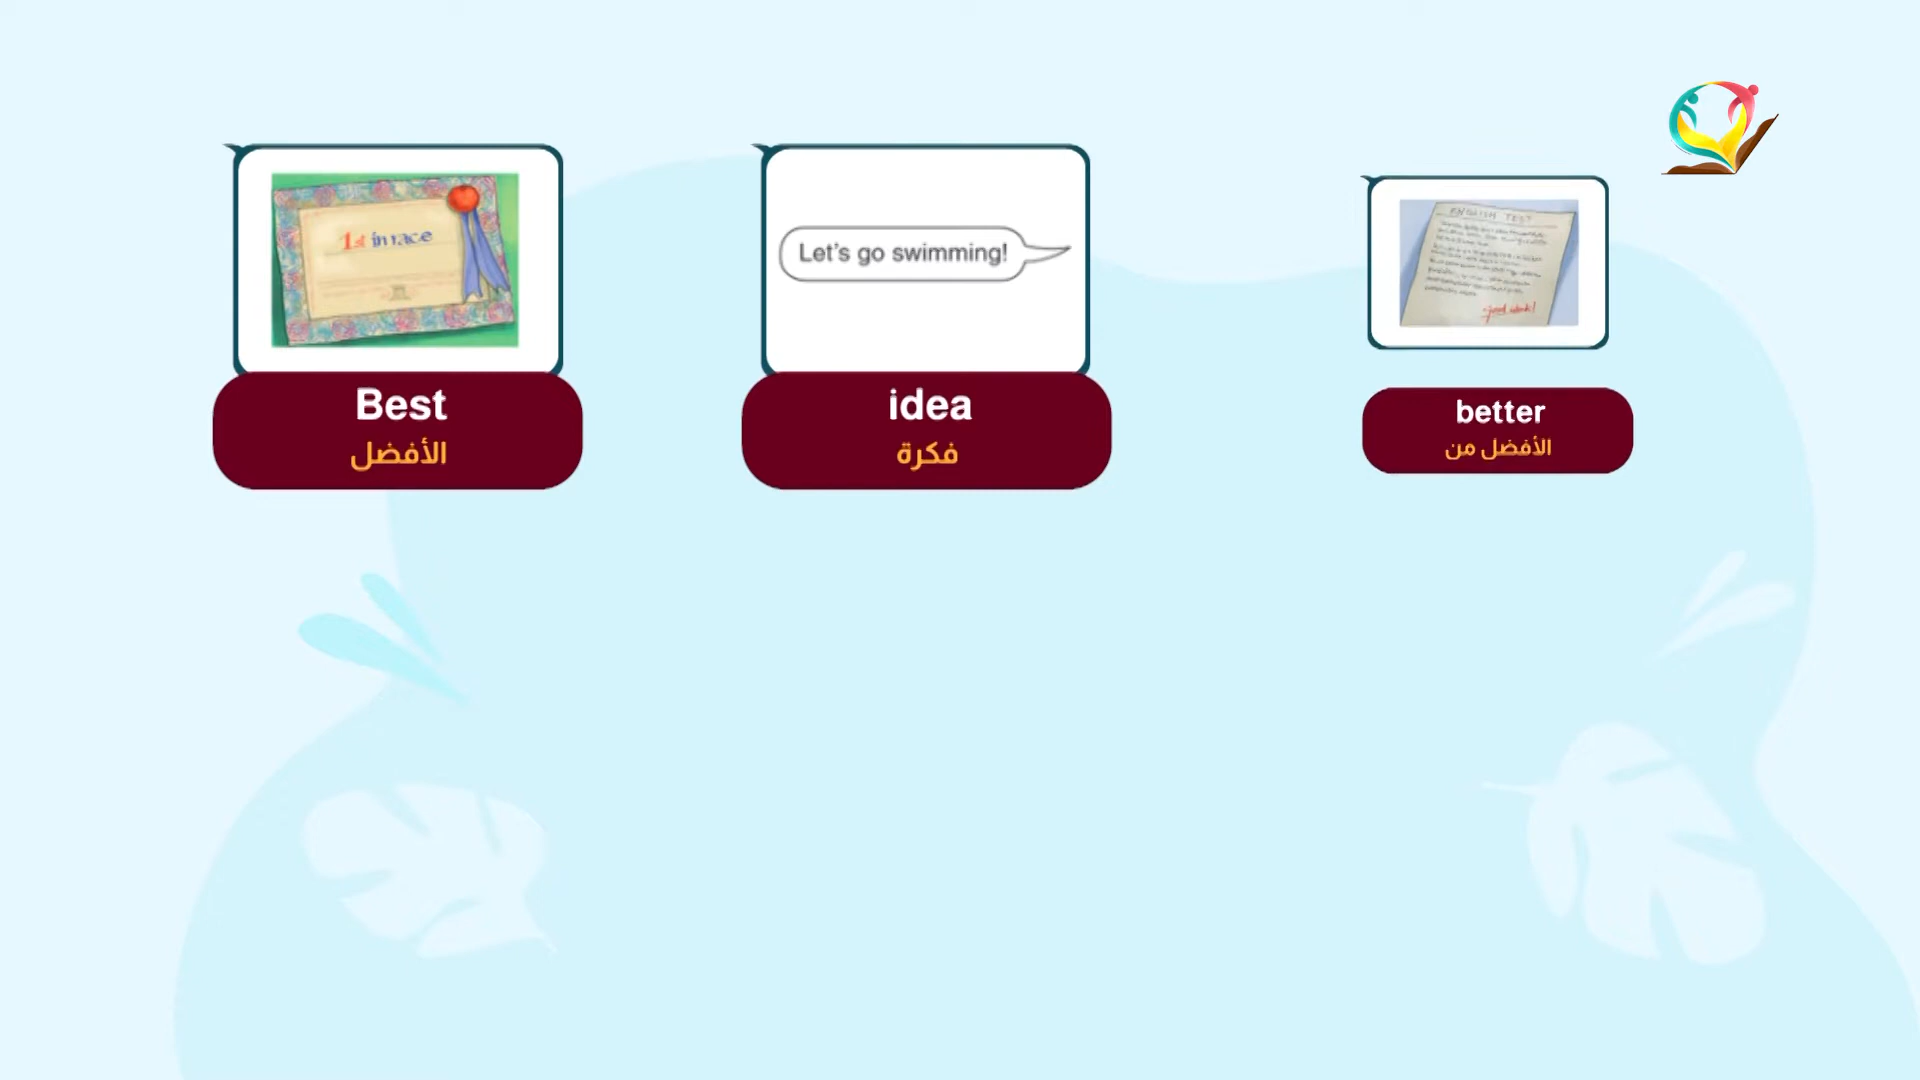 1st in race
Best
الأفضل
Let's go swimming!
idea
فكرة
ENGLISH TEST
good work!
better
الأفضل من